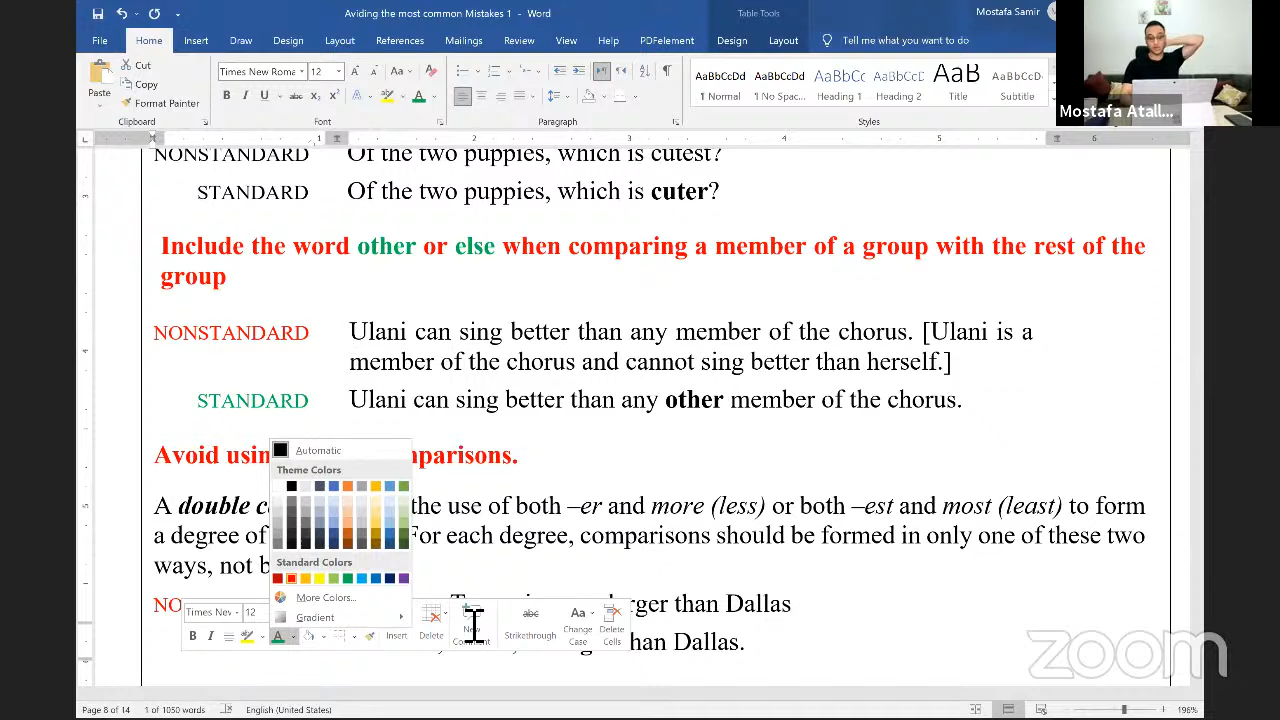 Aviding the most common Mistakes 1 - Word
Table Tools
Mostafa Samir
File Home Insert Draw Design Layout References Mailings Review View Help PDFelement Design Layout Tell me what you want to do
Paste
Cut
Copy
Format Painter
Clipboard
Times New Roma 12
Font
Paragraph
AaBbCcDd AaBbCcDd AaBbCcD AaBbCcD AaB AaBbCcD
¶ Normal ¶ No Spac... Heading 1 Heading 2 Title Subtitle
Styles
Mostafa Atall...
1 2 3 4 5 6
NONSTANDARD Of the two puppies, which is cutest?
STANDARD Of the two puppies, which is cuter?
Include the word other or else when comparing a member of a group with the rest of the
group
NONSTANDARD Ulani can sing better than any member of the chorus. [Ulani is a
member of the chorus and cannot sing better than herself.]
STANDARD Ulani can sing better than any other member of the chorus.
Avoid usin mparisons.
A double c the use of both –er and more (less) or both –est and most (least) to form
a degree of For each degree, comparisons should be formed in only one of these two
ways, not b
NO rger than Dallas
han Dallas.
Automatic
Theme Colors
Standard Colors
More Colors...
Gradient
Times Nev 12
B I
Insert Delete New Comment Strikethrough Change Case Delete Cells
zoom
Page 8 of 14 1 of 1050 words English (United States) 196%